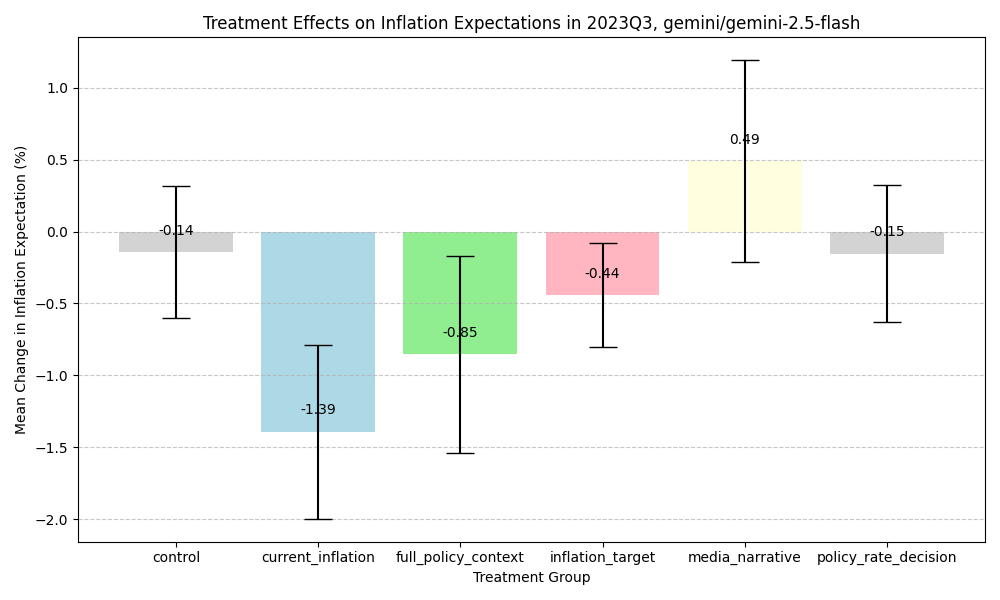 Treatment Effects on Inflation Expectations in 2023Q3, gemini/gemini-2.5-flash
Mean Change in Inflation Expectation (%)
1.0
0.5
0.0
−0.5
−1.0
−1.5
−2.0
-0.14
-1.39
-0.85
-0.44
0.49
-0.15
control
current_inflation
full_policy_context
inflation_target
media_narrative
policy_rate_decision
Treatment Group